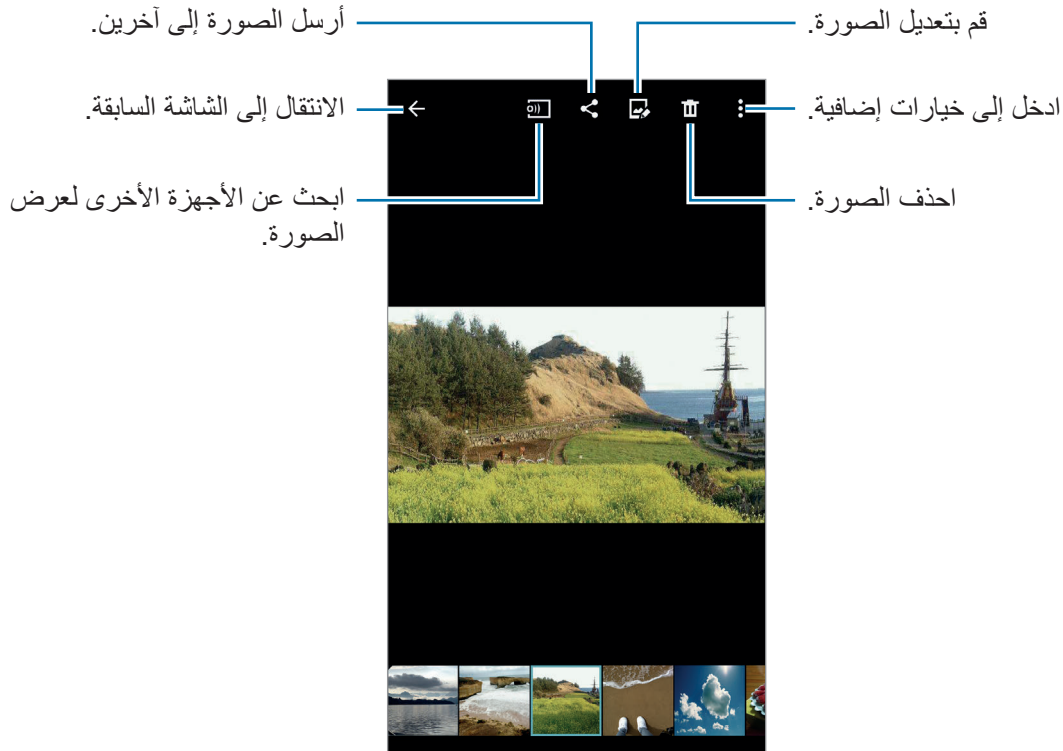 قم بتعديل الصورة.
أرسل الصورة إلى آخرين.
ادخل إلى خيارات إضافية.
الانتقال إلى الشاشة السابقة.
احذف الصورة.
ابحث عن الأجهزة الأخرى لعرض
الصورة.